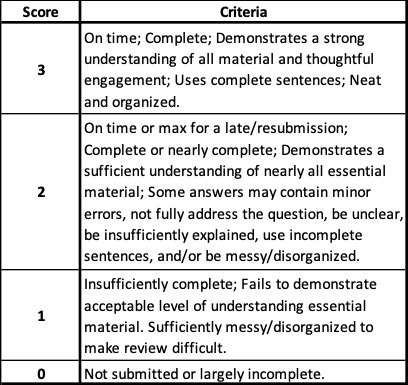 Score Criteria
3
On time; Complete; Demonstrates a strong
understanding of all material and thoughtful
engagement; Uses complete sentences; Neat
and organized.
2
On time or max for a late/resubmission;
Complete or nearly complete; Demonstrates a
sufficient understanding of nearly all essential
material; Some answers may contain minor
errors, not fully address the question, be unclear,
be insufficiently explained, use incomplete
sentences, and/or be messy/disorganized.
1
Insufficiently complete; Fails to demonstrate
acceptable level of understanding essential
material. Sufficiently messy/disorganized to
make review difficult.
0 Not submitted or largely incomplete.